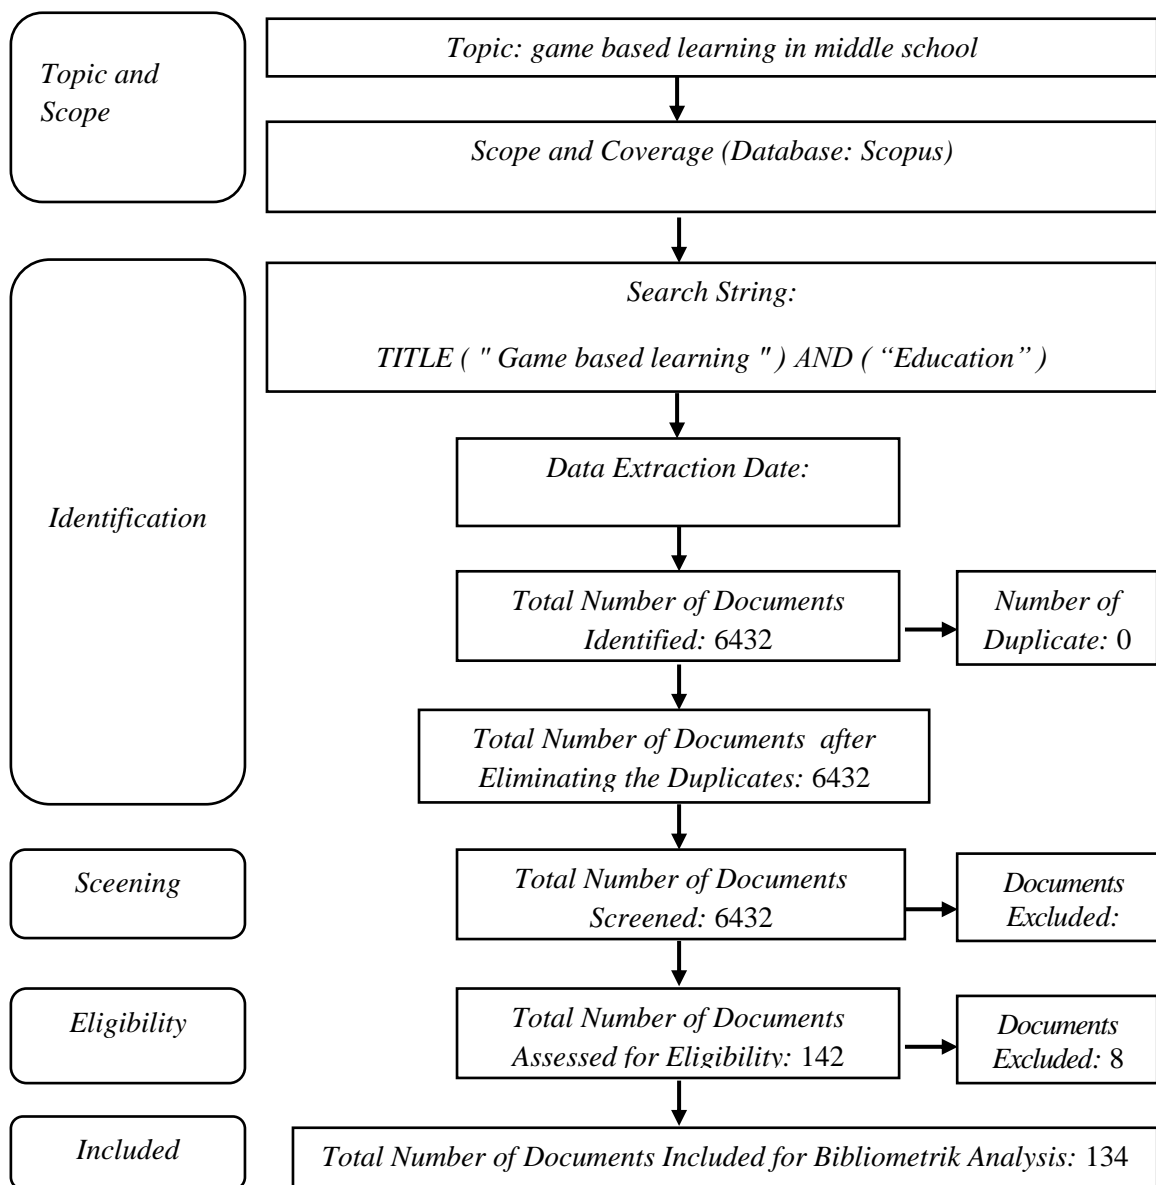 Topic and
Scope
Topic: game based learning in middle school
Scope and Coverage (Database: Scopus)
Identification
Search String:
TITLE ( " Game based learning " ) AND ( “Education” )
Data Extraction Date:
Total Number of Documents
Identified: 6432
Number of
Duplicate: 0
Total Number of Documents after
Eliminating the Duplicates: 6432
Sceening
Total Number of Documents
Screened: 6432
Documents
Excluded:
Eligibility
Total Number of Documents
Assessed for Eligibility: 142
Documents
Excluded: 8
Included
Total Number of Documents Included for Bibliometrik Analysis: 134